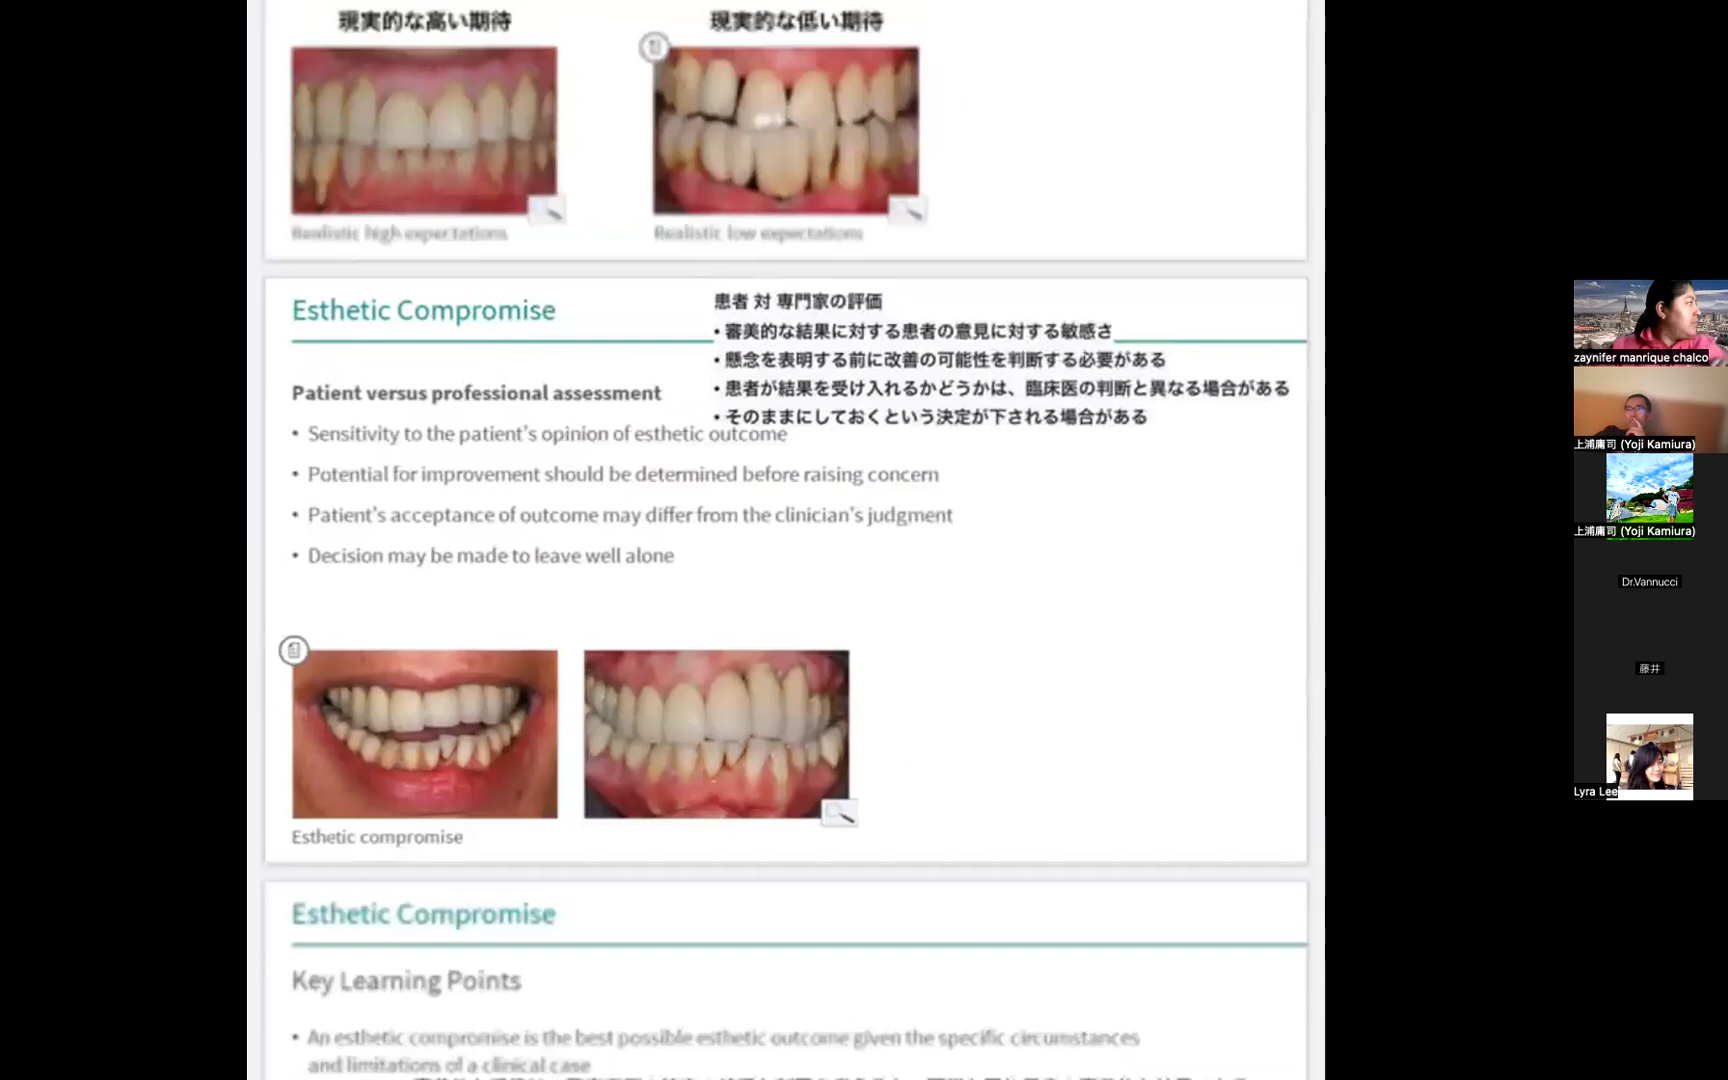 現実的な高い期待
現実的な低い期待
Realistic high expectations
Realistic low expectations
Esthetic Compromise
患者 対 専門家の評価
• 審美的な結果に対する患者の意見に対する敏感さ
• 懸念を表明する前に改善の可能性を判断する必要がある
• 患者が結果を受け入れるかどうかは、臨床医の判断と異なる場合がある
• そのままにしておくという決定が下される場合がある
Patient versus professional assessment
• Sensitivity to the patient's opinion of esthetic outcome
• Potential for improvement should be determined before raising concern
• Patient's acceptance of outcome may differ from the clinician's judgment
• Decision may be made to leave well alone
Esthetic compromise
Esthetic Compromise
Key Learning Points
• An esthetic compromise is the best possible esthetic outcome given the specific circumstances
and limitations of a clinical case
zaynifer manrique chalco
上浦庸司 (Yoji Kamiura)
上浦庸司 (Yoji Kamiura)
Dr.Vannucci
藤井
Lyra Lee